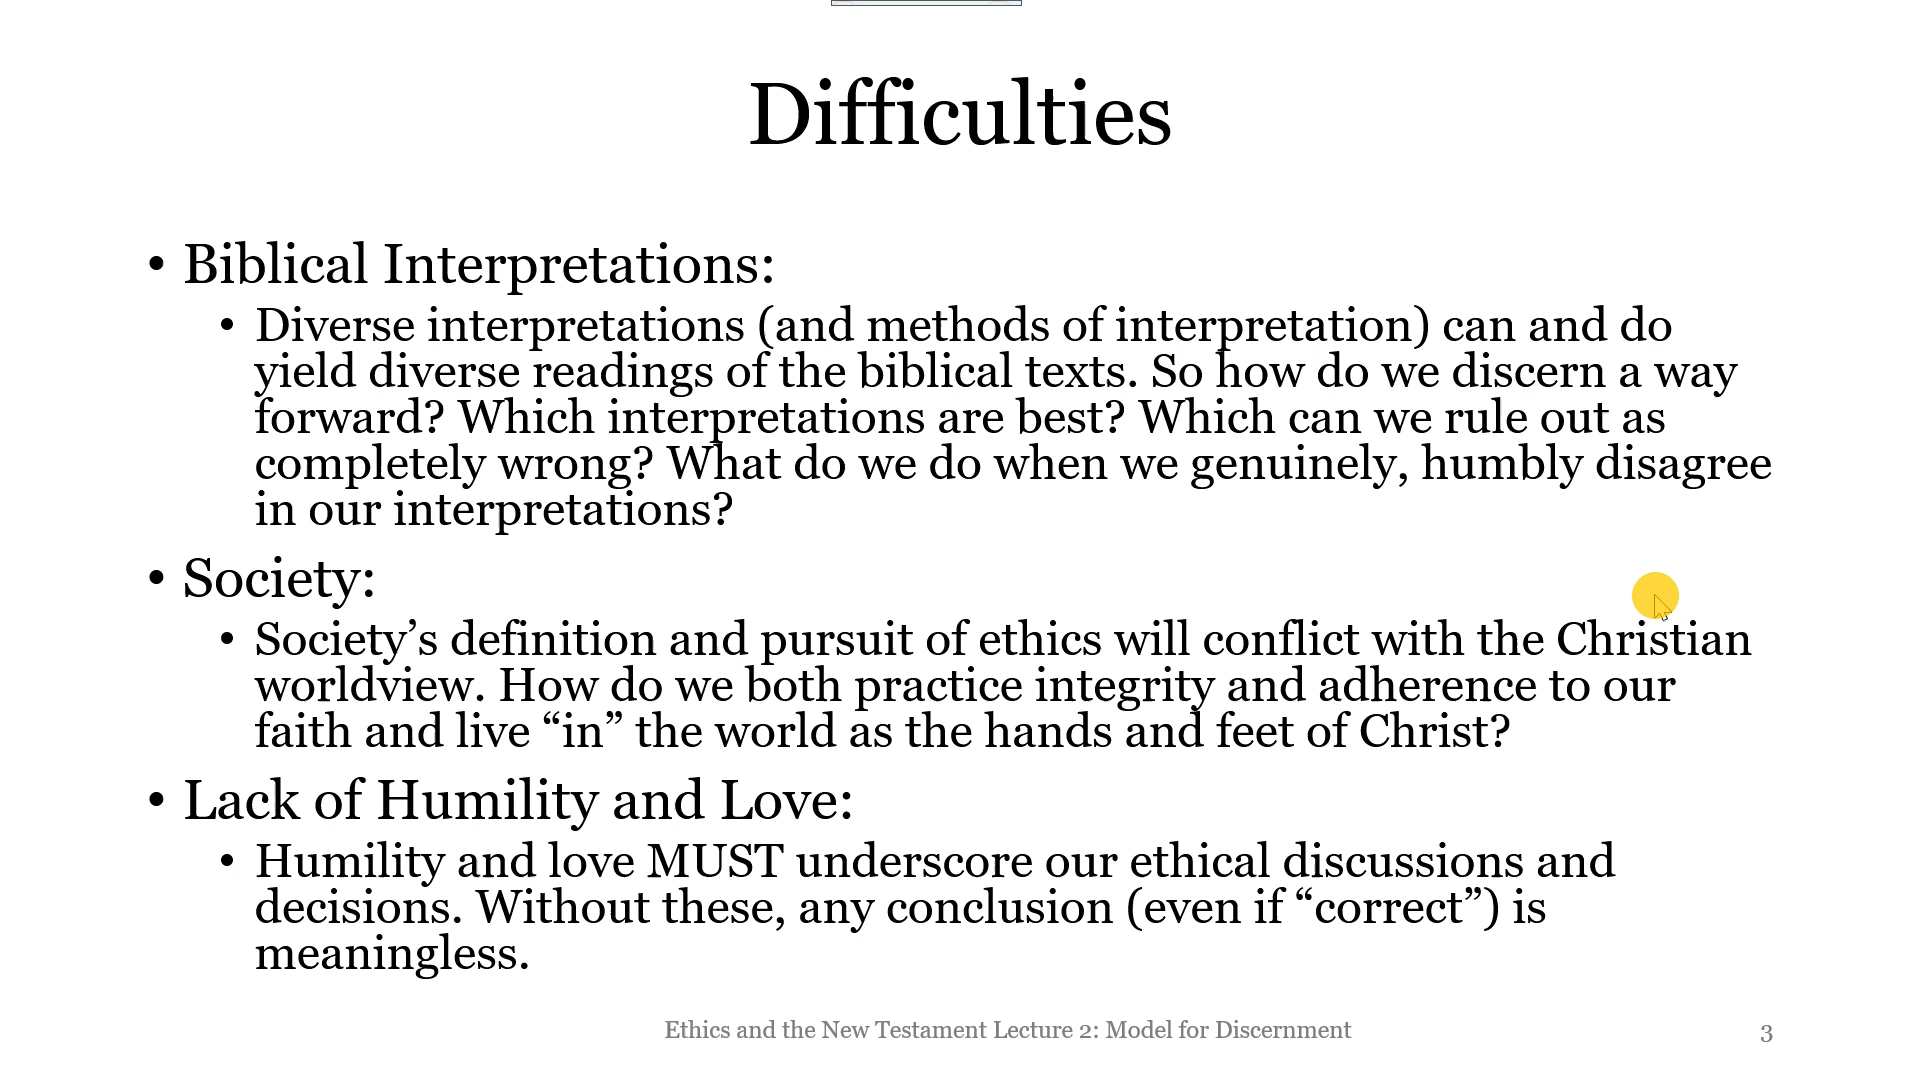 Difficulties
• Biblical Interpretations:
• Diverse interpretations (and methods of interpretation) can and do
yield diverse readings of the biblical texts. So how do we discern a way
forward? Which interpretations are best? Which can we rule out as
completely wrong? What do we do when we genuinely, humbly disagree
in our interpretations?
• Society:
• Society’s definition and pursuit of ethics will conflict with the Christian
worldview. How do we both practice integrity and adherence to our
faith and live “in” the world as the hands and feet of Christ?
• Lack of Humility and Love:
• Humility and love MUST underscore our ethical discussions and
decisions. Without these, any conclusion (even if “correct”) is
meaningless.
Ethics and the New Testament Lecture 2: Model for Discernment
3